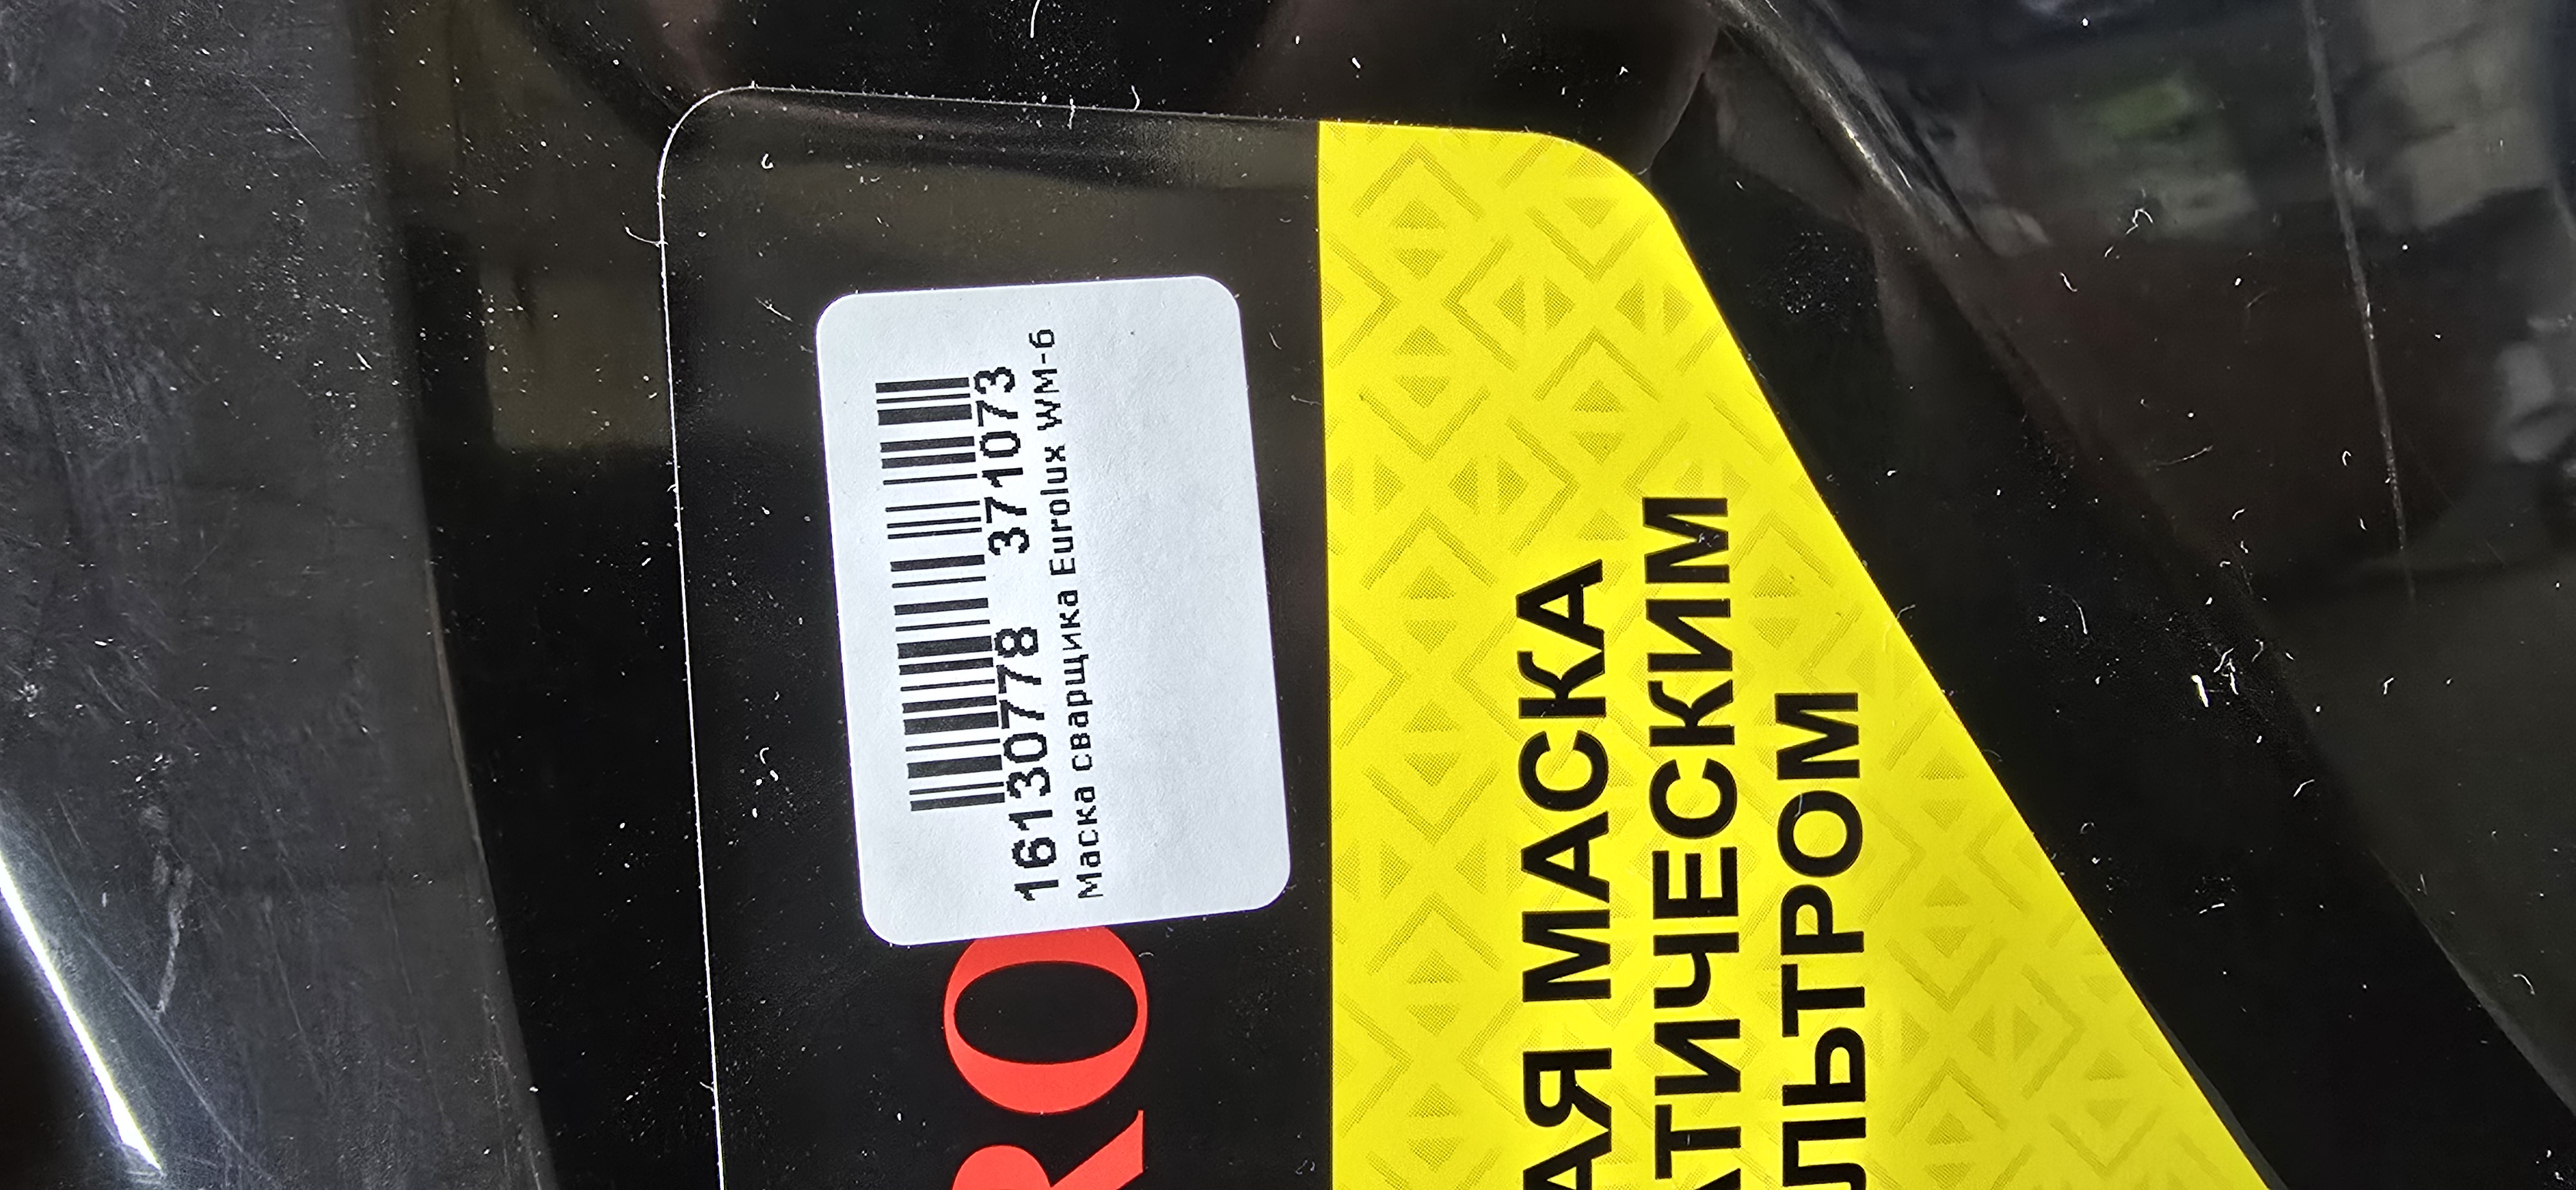 16130778 371073
Маска сварщика Eurolux WM-6
RO
АЯ МАСКА
АТИЧЕСКИМ
ЛЬТРОМ